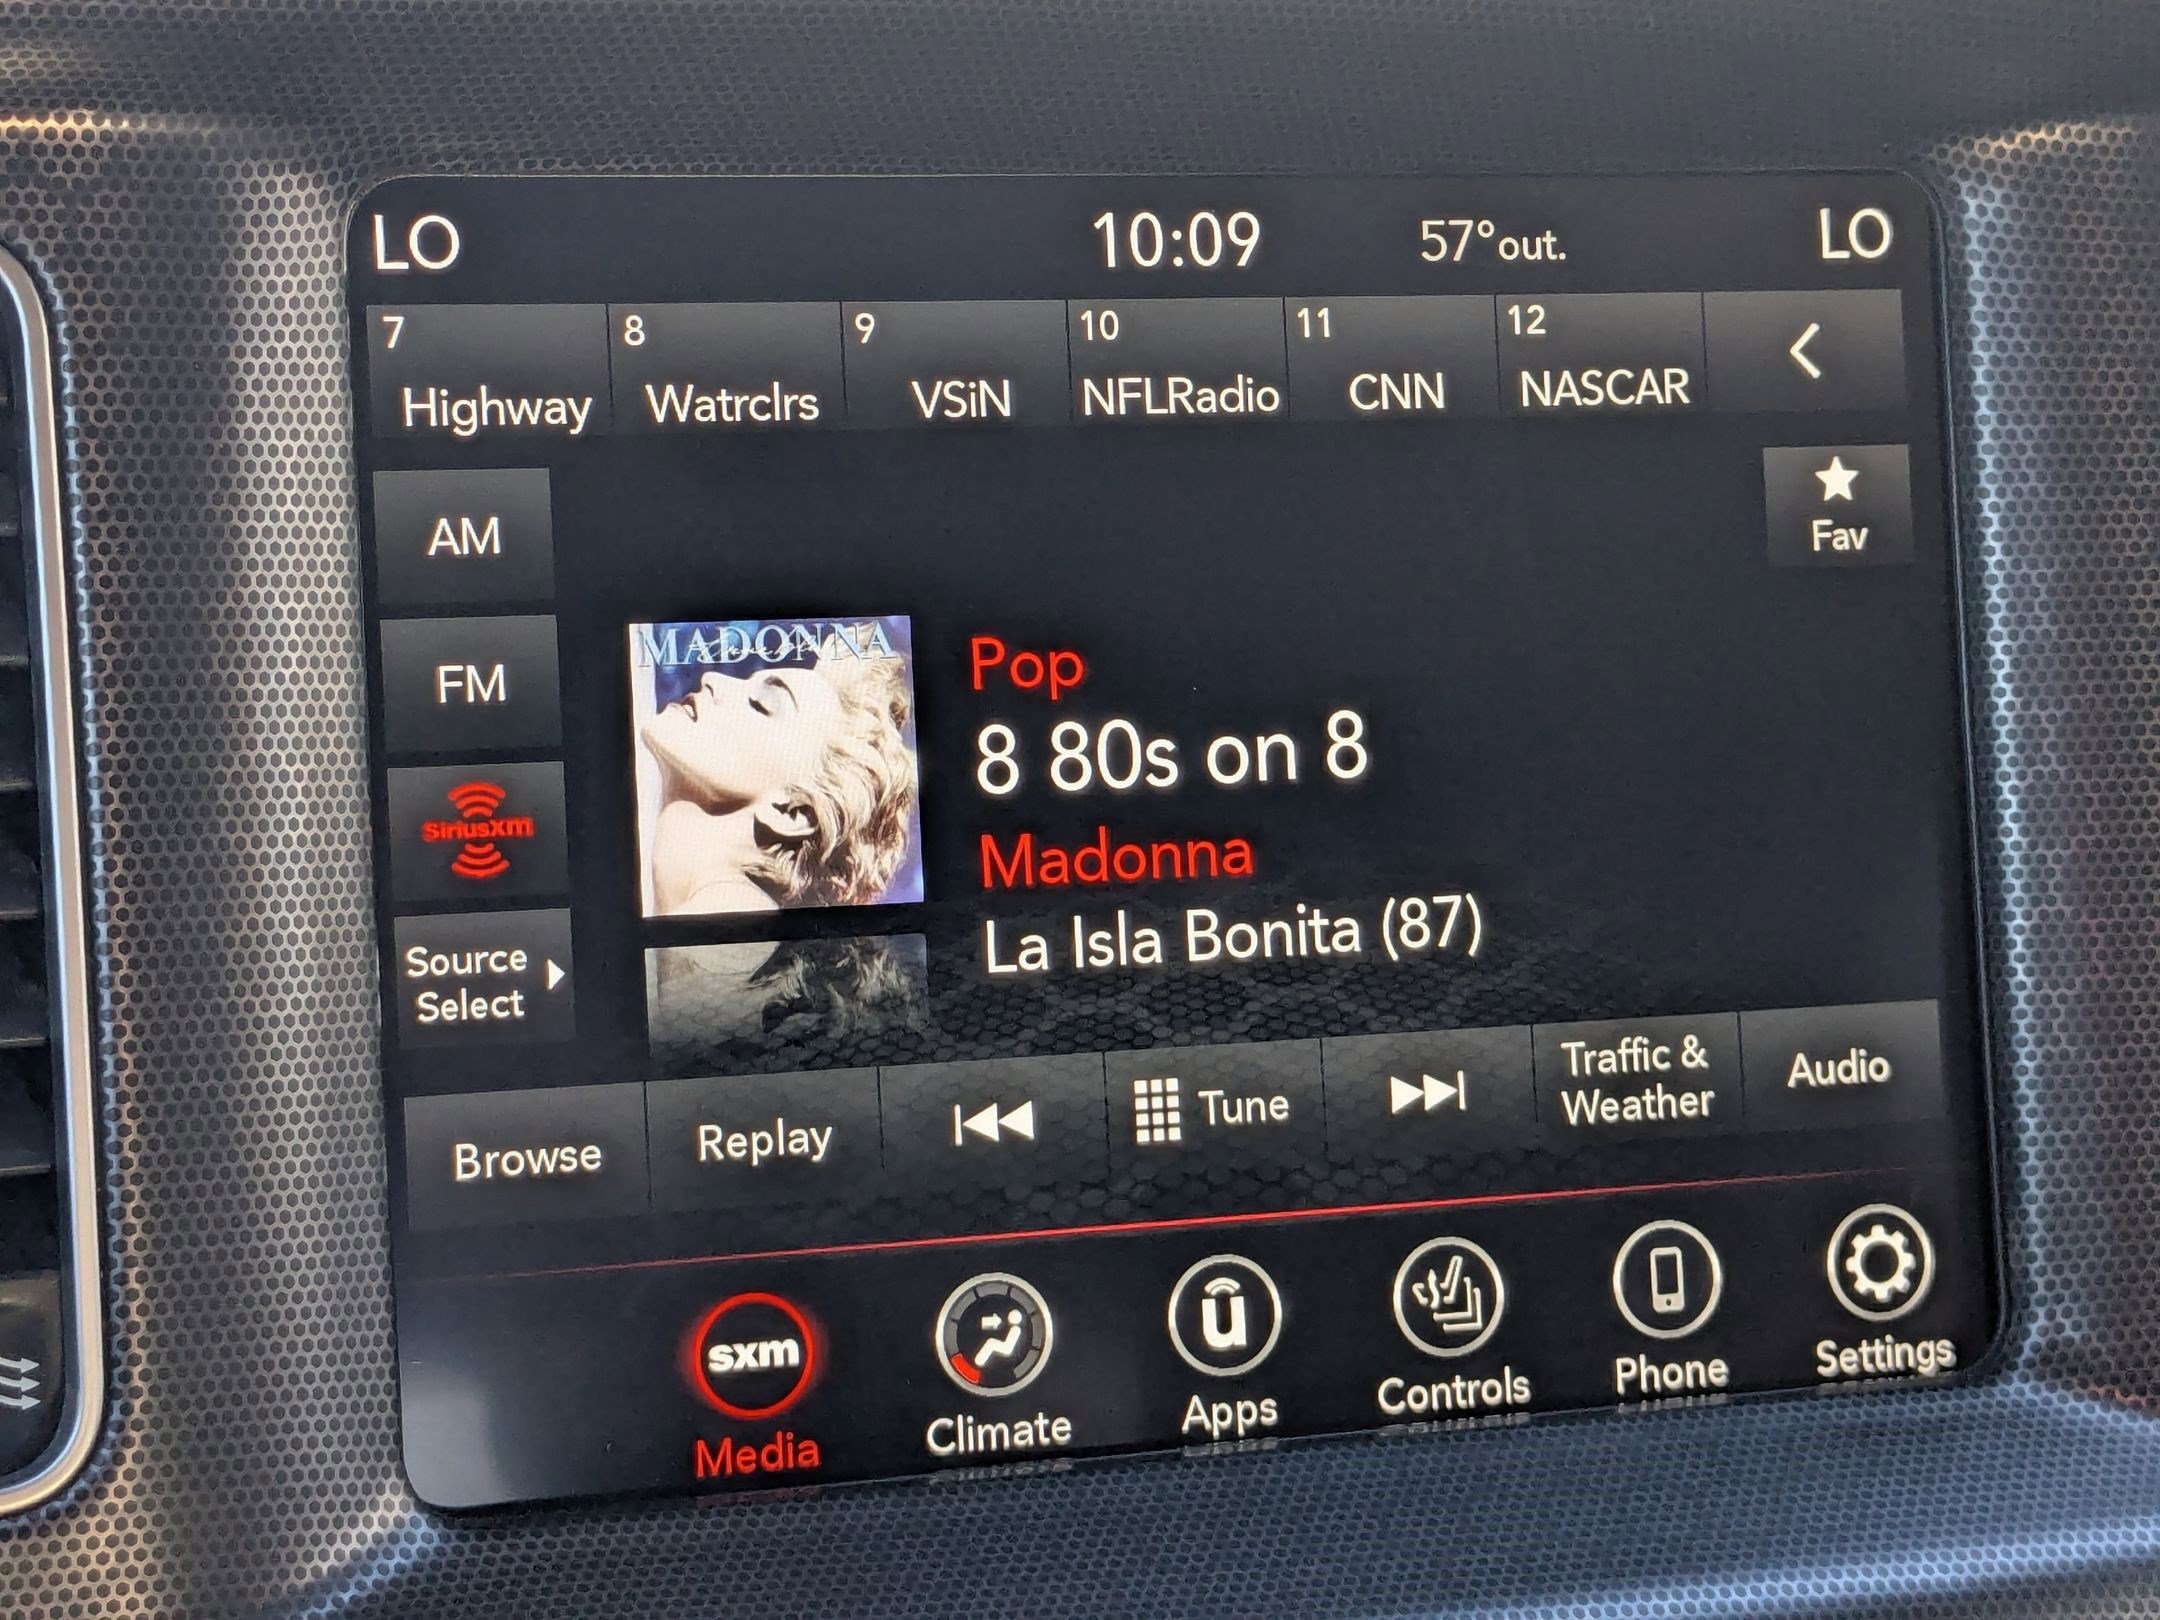 LO 10:09 57°out. LO
7 8 9 10 11 12
Highway Watrclrs VSiN NFLRadio CNN NASCAR
Fav
AM
FM
SiriusXM
Source
Select
MADONNA
Pop
8 80s on 8
Madonna
La Isla Bonita (87)
Browse Replay Tune
Traffic &
Weather
Audio
sxm
Media Climate
ū
Apps Controls Phone Settings